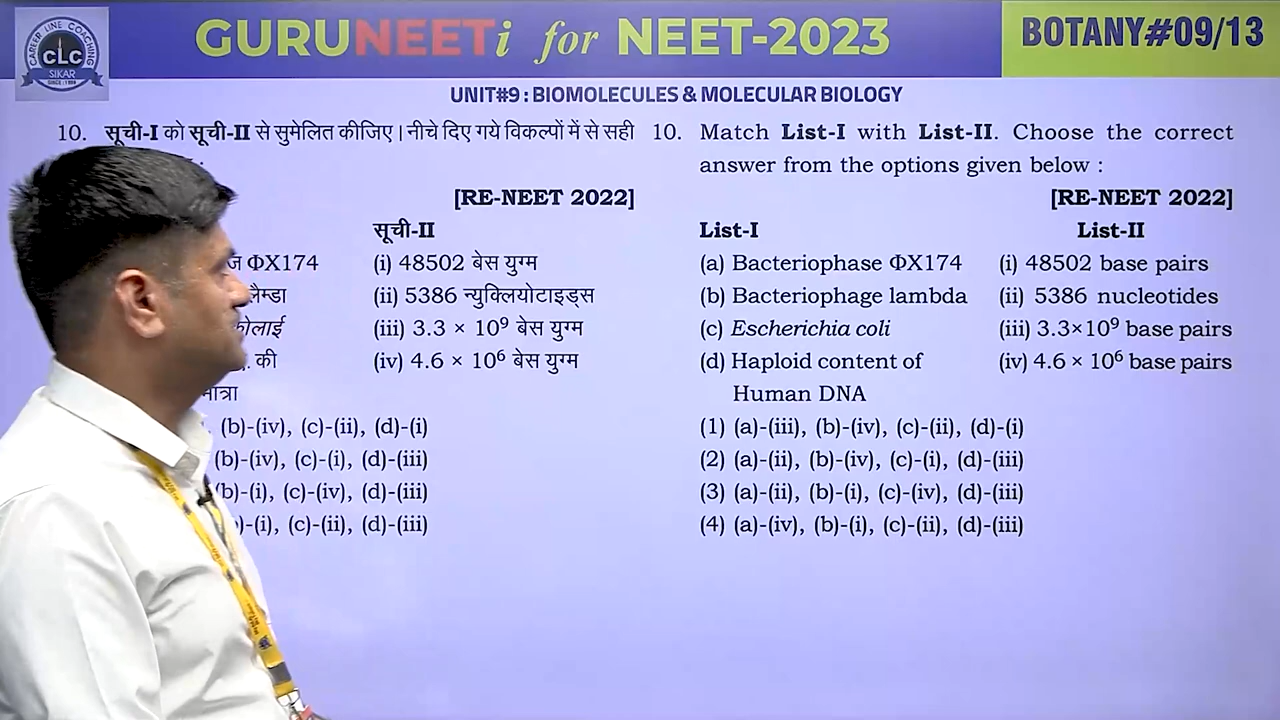 CAREER LINE COACHING
CLC
SIKAR
SINCE : 1996
GURUNEETi for NEET-2023
BOTANY#09/13
UNIT#9 : BIOMOLECULES & MOLECULAR BIOLOGY
10. सूची-I को सूची-II से सुमेलित कीजिए। नीचे दिए गये विकल्पों में से सही
[RE-NEET 2022]
सूची-II
ΦX174 (i) 48502 बेस युग्म
लैम्डा (ii) 5386 न्युक्लियोटाइड्स
(iii) 3.3 × 10⁹ बेस युग्म
की (iv) 4.6 × 10⁶ बेस युग्म
मात्रा
(b)-(iv), (c)-(ii), (d)-(i)
(b)-(iv), (c)-(i), (d)-(iii)
(b)-(i), (c)-(iv), (d)-(iii)
-(i), (c)-(ii), (d)-(iii)
10. Match List-I with List-II. Choose the correct
answer from the options given below :
[RE-NEET 2022]
List-I List-II
(a) Bacteriophase ΦX174 (i) 48502 base pairs
(b) Bacteriophage lambda (ii) 5386 nucleotides
(c) Escherichia coli (iii) 3.3×10⁹ base pairs
(d) Haploid content of (iv) 4.6 × 10⁶ base pairs
Human DNA
(1) (a)-(iii), (b)-(iv), (c)-(ii), (d)-(i)
(2) (a)-(ii), (b)-(iv), (c)-(i), (d)-(iii)
(3) (a)-(ii), (b)-(i), (c)-(iv), (d)-(iii)
(4) (a)-(iv), (b)-(i), (c)-(ii), (d)-(iii)